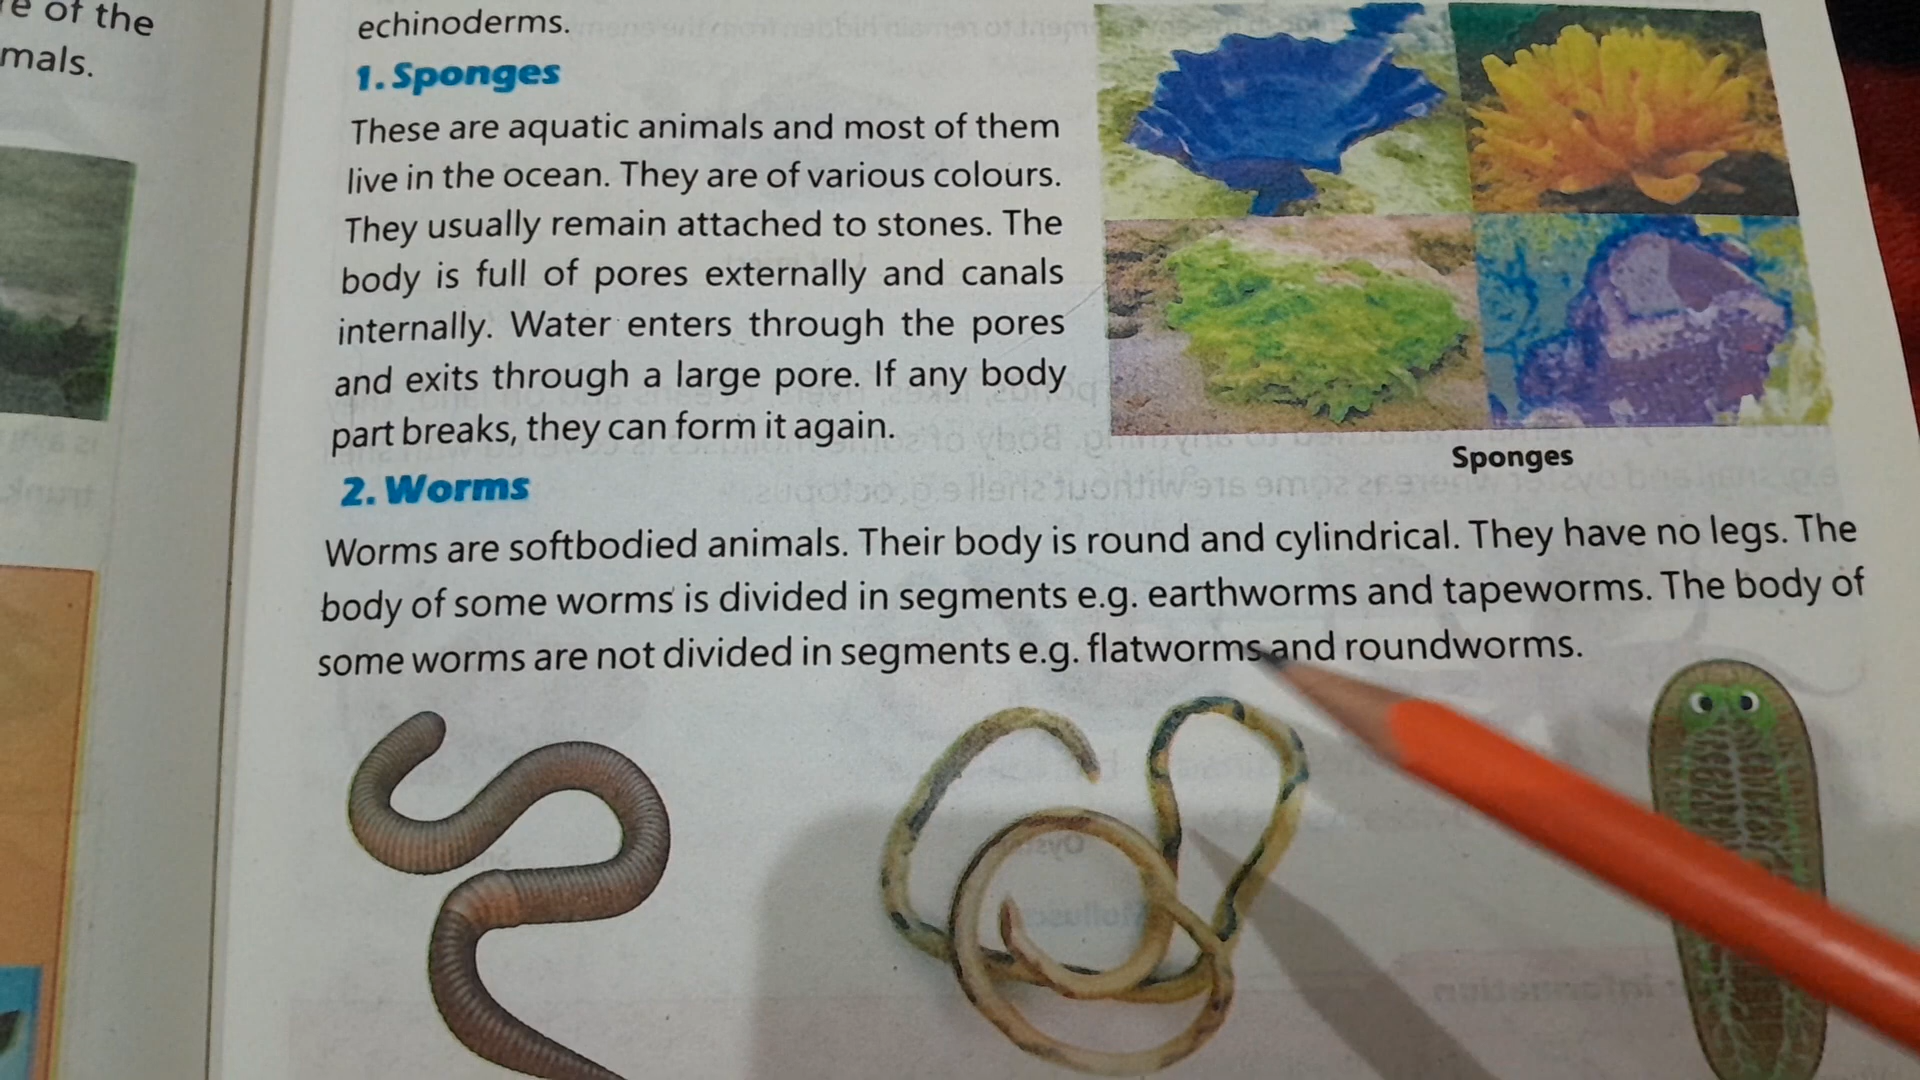 e of the
mals.
echinoderms.
1. Sponges
These are aquatic animals and most of them
live in the ocean. They are of various colours.
They usually remain attached to stones. The
body is full of pores externally and canals
internally. Water enters through the pores
and exits through a large pore. If any body
part breaks, they can form it again.
Sponges
2. Worms
Worms are softbodied animals. Their body is round and cylindrical. They have no legs. The
body of some worms is divided in segments e.g. earthworms and tapeworms. The body of
some worms are not divided in segments e.g. flatworms and roundworms.